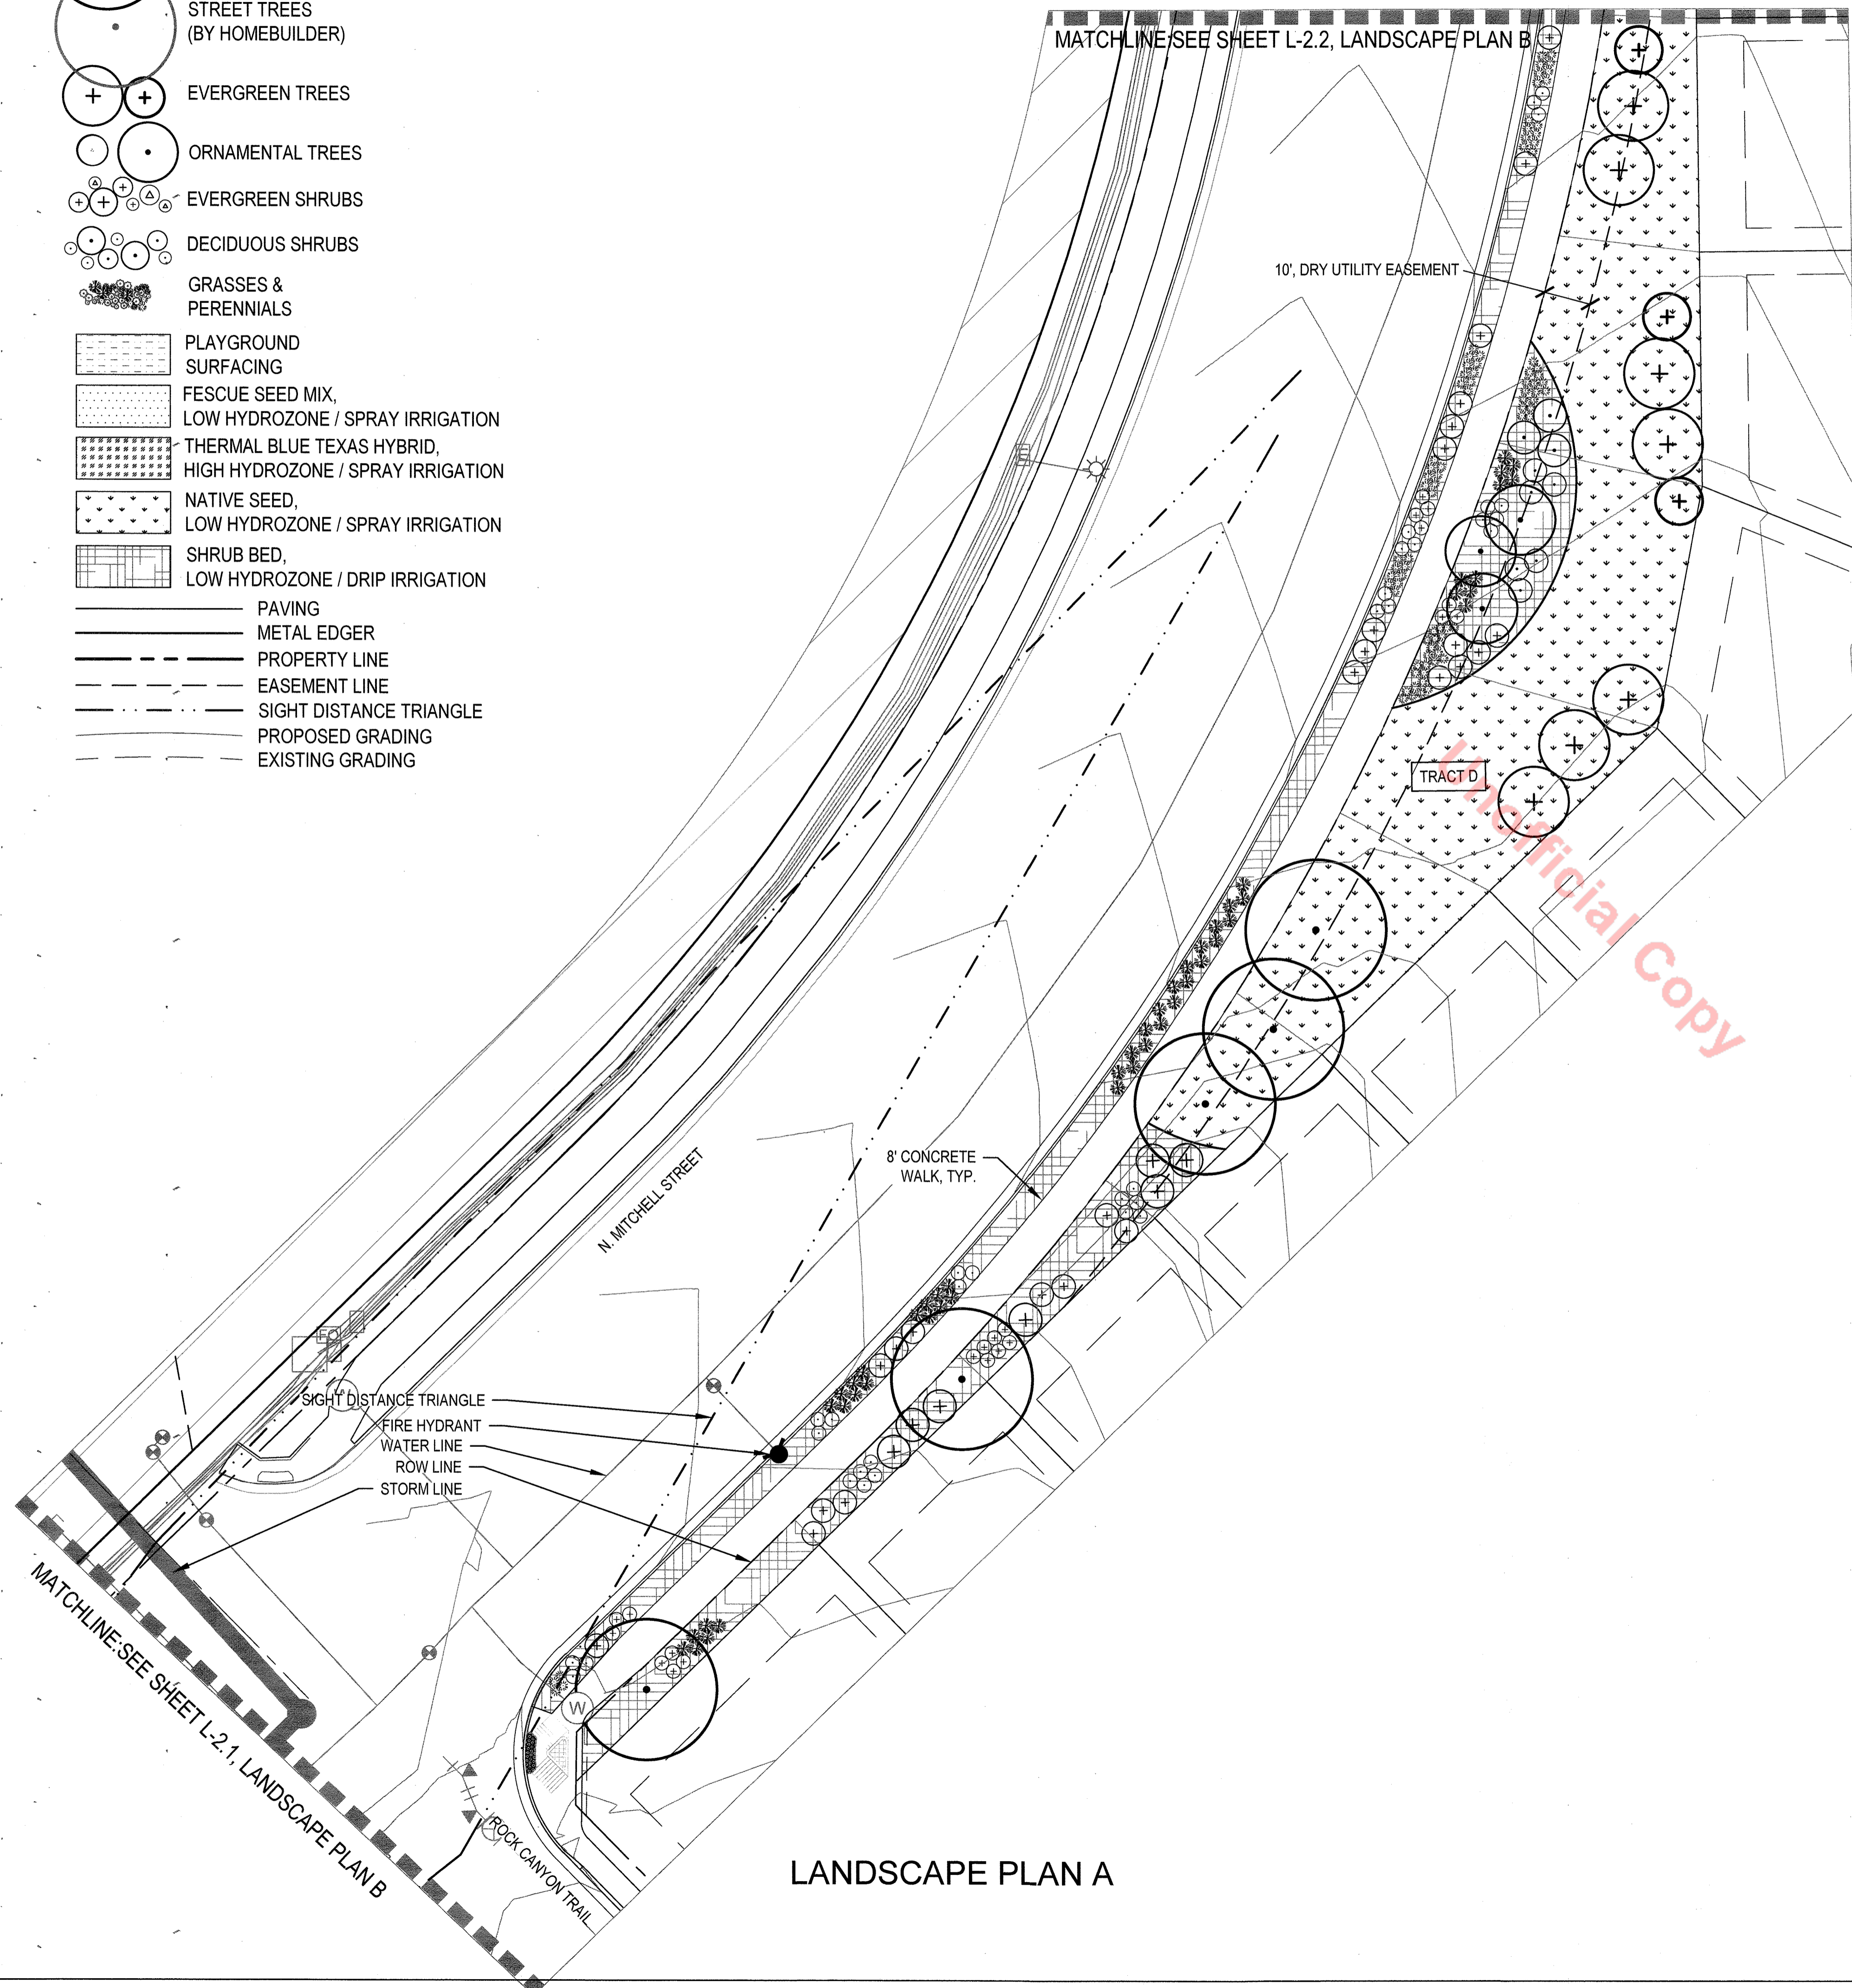 STREET TREES
(BY HOMEBUILDER)
EVERGREEN TREES
ORNAMENTAL TREES
EVERGREEN SHRUBS
DECIDUOUS SHRUBS
GRASSES &
PERENNIALS
PLAYGROUND
SURFACING
FESCUE SEED MIX,
LOW HYDROZONE / SPRAY IRRIGATION
THERMAL BLUE TEXAS HYBRID,
HIGH HYDROZONE / SPRAY IRRIGATION
NATIVE SEED,
LOW HYDROZONE / SPRAY IRRIGATION
SHRUB BED,
LOW HYDROZONE / DRIP IRRIGATION
PAVING
METAL EDGER
PROPERTY LINE
EASEMENT LINE
SIGHT DISTANCE TRIANGLE
PROPOSED GRADING
EXISTING GRADING
MATCHLINE:SEE SHEET L-2.2, LANDSCAPE PLAN B
10', DRY UTILITY EASEMENT
E
TRACT D
Unofficial Copy
8' CONCRETE
WALK, TYP.
N. MITCHELL STREET
FO
W
SIGHT DISTANCE TRIANGLE
FIRE HYDRANT
WATER LINE
ROW LINE
STORM LINE
W
MATCHLINE:SEE SHEET L-2.1, LANDSCAPE PLAN B
ROCK CANYON TRAIL
LANDSCAPE PLAN A